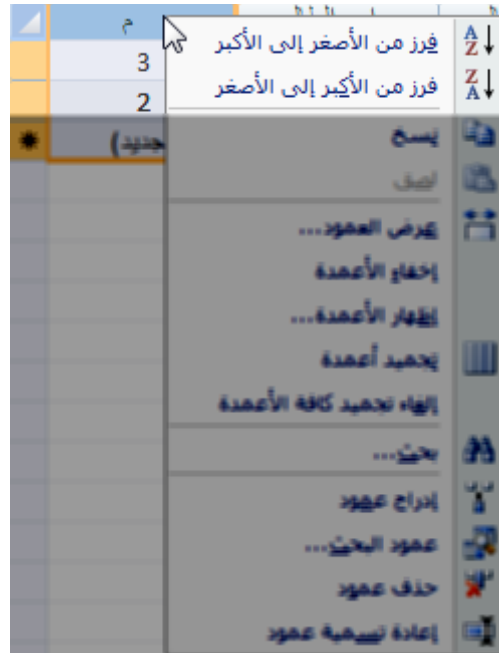 م
فرز من الأصغر إلى الأكبر
3
فرز من الأكبر إلى الأصغر
2
نسخ
جديد)
لصق
عرض العمود...
إخفاء الأعمدة
إظهار الأعمدة...
تجميد أعمدة
إلغاء تجميد كافة الأعمدة
بحث...
إدراج عمود
عمود البحث...
حذف عمود
إعادة تسمية عمود